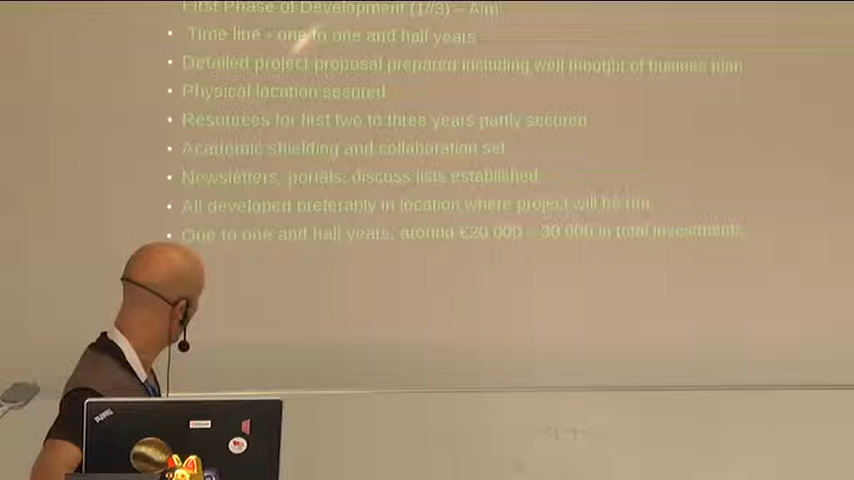 First Phase of Development (1/3) – Aim:
• Time line - one to one and half years
• Detailed project proposal prepared including well thought of business plan
• Physical location secured
• Resources for first two to three years partly secured
• Academic shielding and collaboration set
• Newsletters, portals, discuss lists established
• All developed preferably in location where project will be run
• One to one and half years, around €20 000 – 30 000 in total investments
ThinkPad